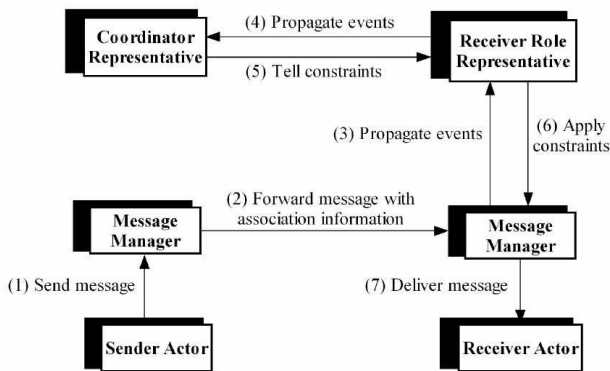 (4) Propagate events
Coordinator
Representative
Receiver Role
Representative
(5) Tell constraints
(3) Propagate events
(6) Apply
constraints
(2) Forward message with
association information
Message
Manager
Message
Manager
(1) Send message
(7) Deliver message
Sender Actor
Receiver Actor